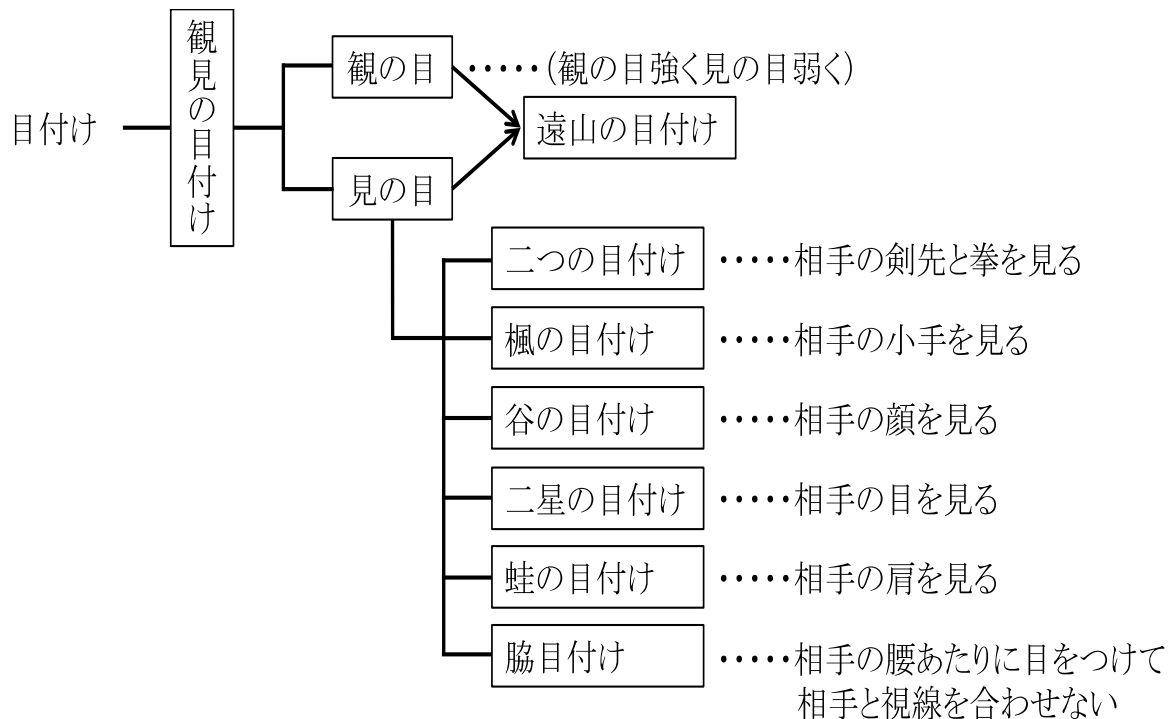 目付け
観見の目付け
観の目
・・・・・(観の目強く見の目弱く)
遠山の目付け
見の目
二つの目付け
・・・・・相手の剣先と拳を見る
楓の目付け
・・・・・相手の小手を見る
谷の目付け
・・・・・相手の顔を見る
二星の目付け
・・・・・相手の目を見る
蛙の目付け
・・・・・相手の肩を見る
脇目付け
・・・・・相手の腰あたりに目をつけて
相手と視線を合わせない